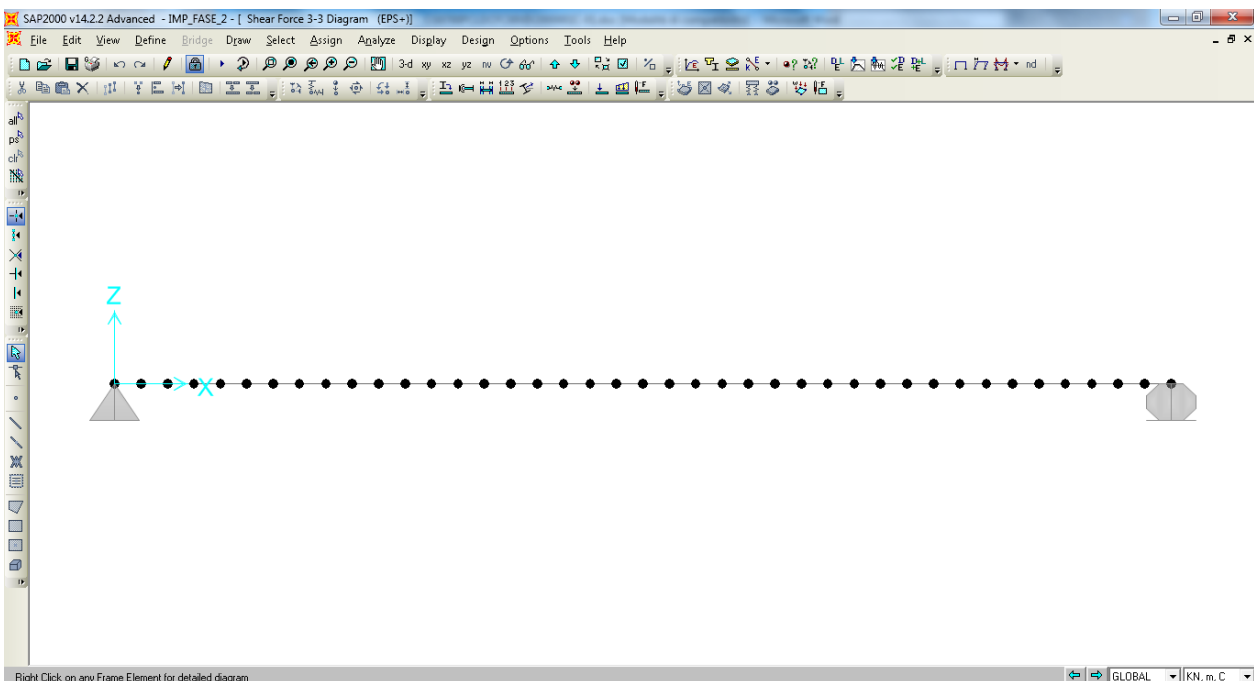 SAP2000 v14.2.2 Advanced - IMP_FASE_2 - [ Shear Force 3-3 Diagram (EPS+)]
File Edit View Define Bridge Draw Select Assign Analyze Display Design Options Tools Help
3-d xy xz yz nv nd
all
ps
clr
Z
X
Right Click on any Frame Element for detailed diagram
GLOBAL KN, m, C